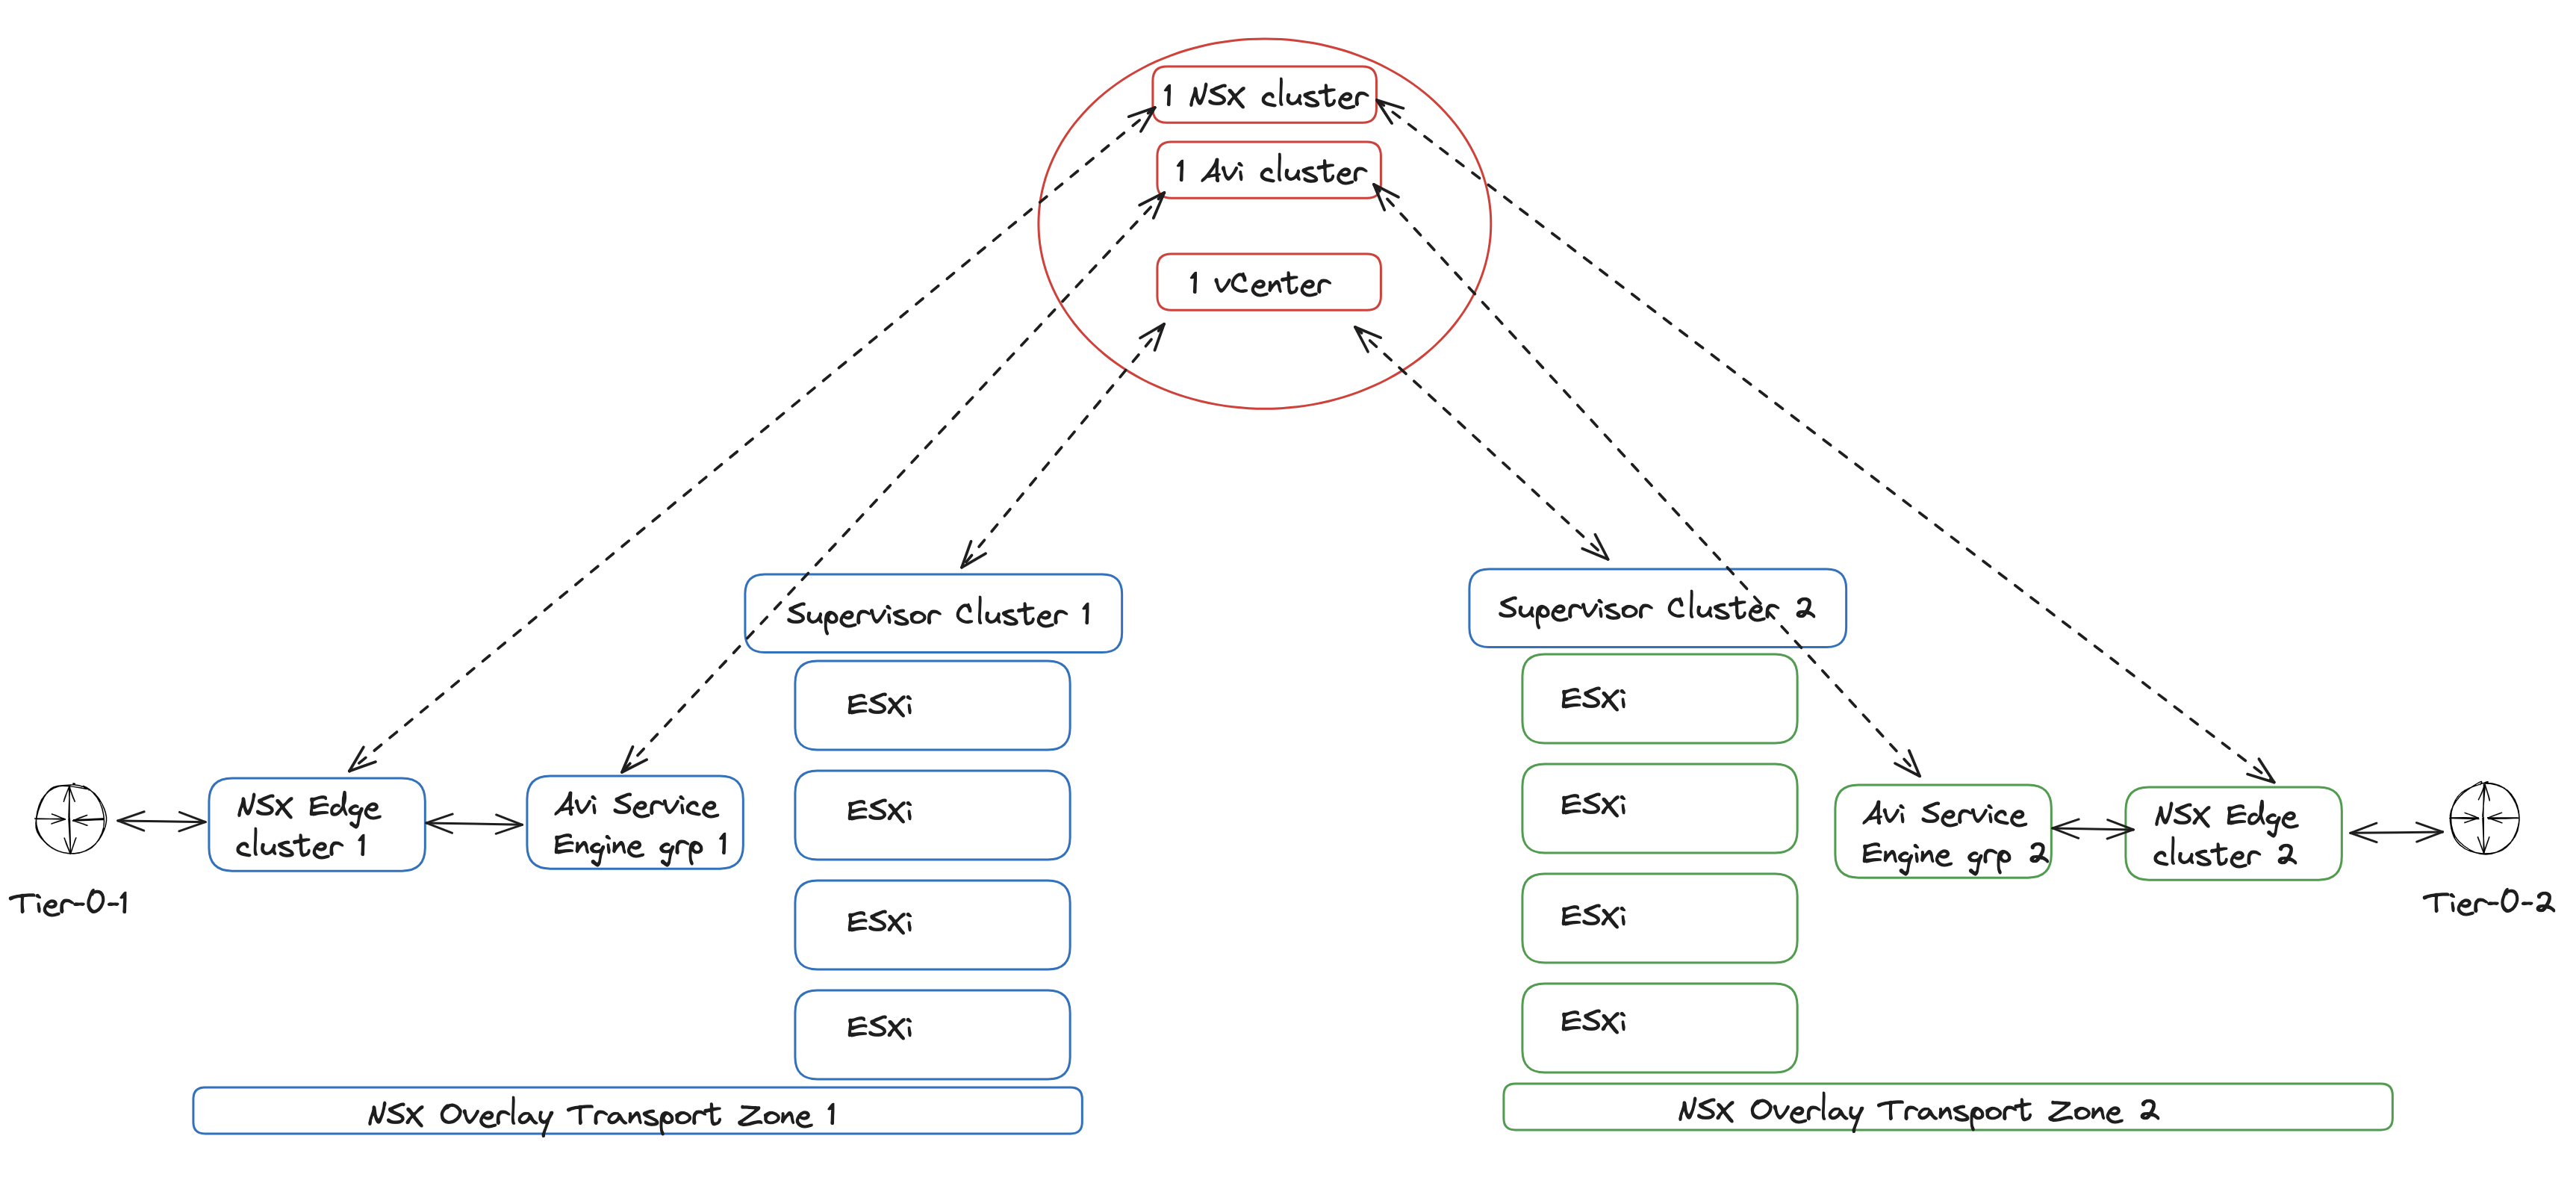 1 NSX cluster
1 Avi cluster
1 vCenter
Supervisor Cluster 1
ESXi
ESXi
ESXi
ESXi
NSX Edge
cluster 1
Avi Service
Engine grp 1
Tier-0-1
NSX Overlay Transport Zone 1
Supervisor Cluster 2
ESXi
ESXi
ESXi
ESXi
Avi Service
Engine grp 2
NSX Edge
cluster 2
Tier-0-2
NSX Overlay Transport Zone 2